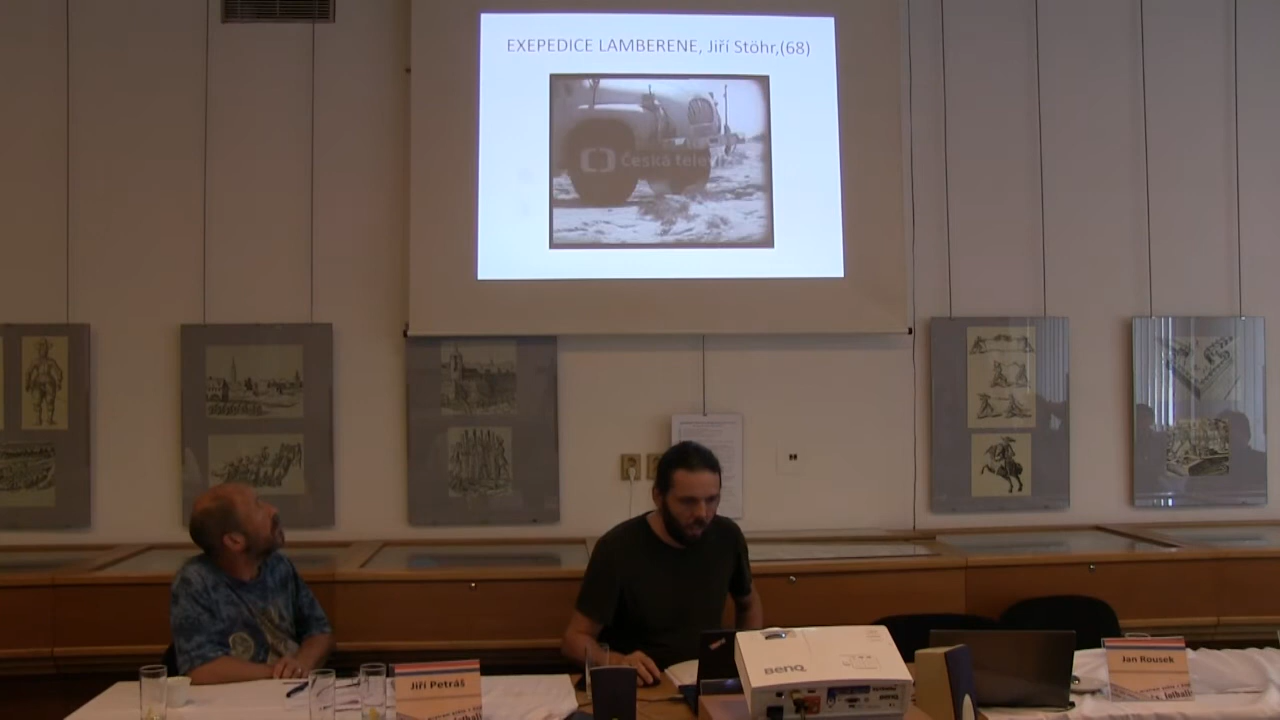 EXEPEDICE LAMBERENE, Jiří Stöhr,(68)
Česká tele
Jiří Petráš
BenQ
Jan Rousek